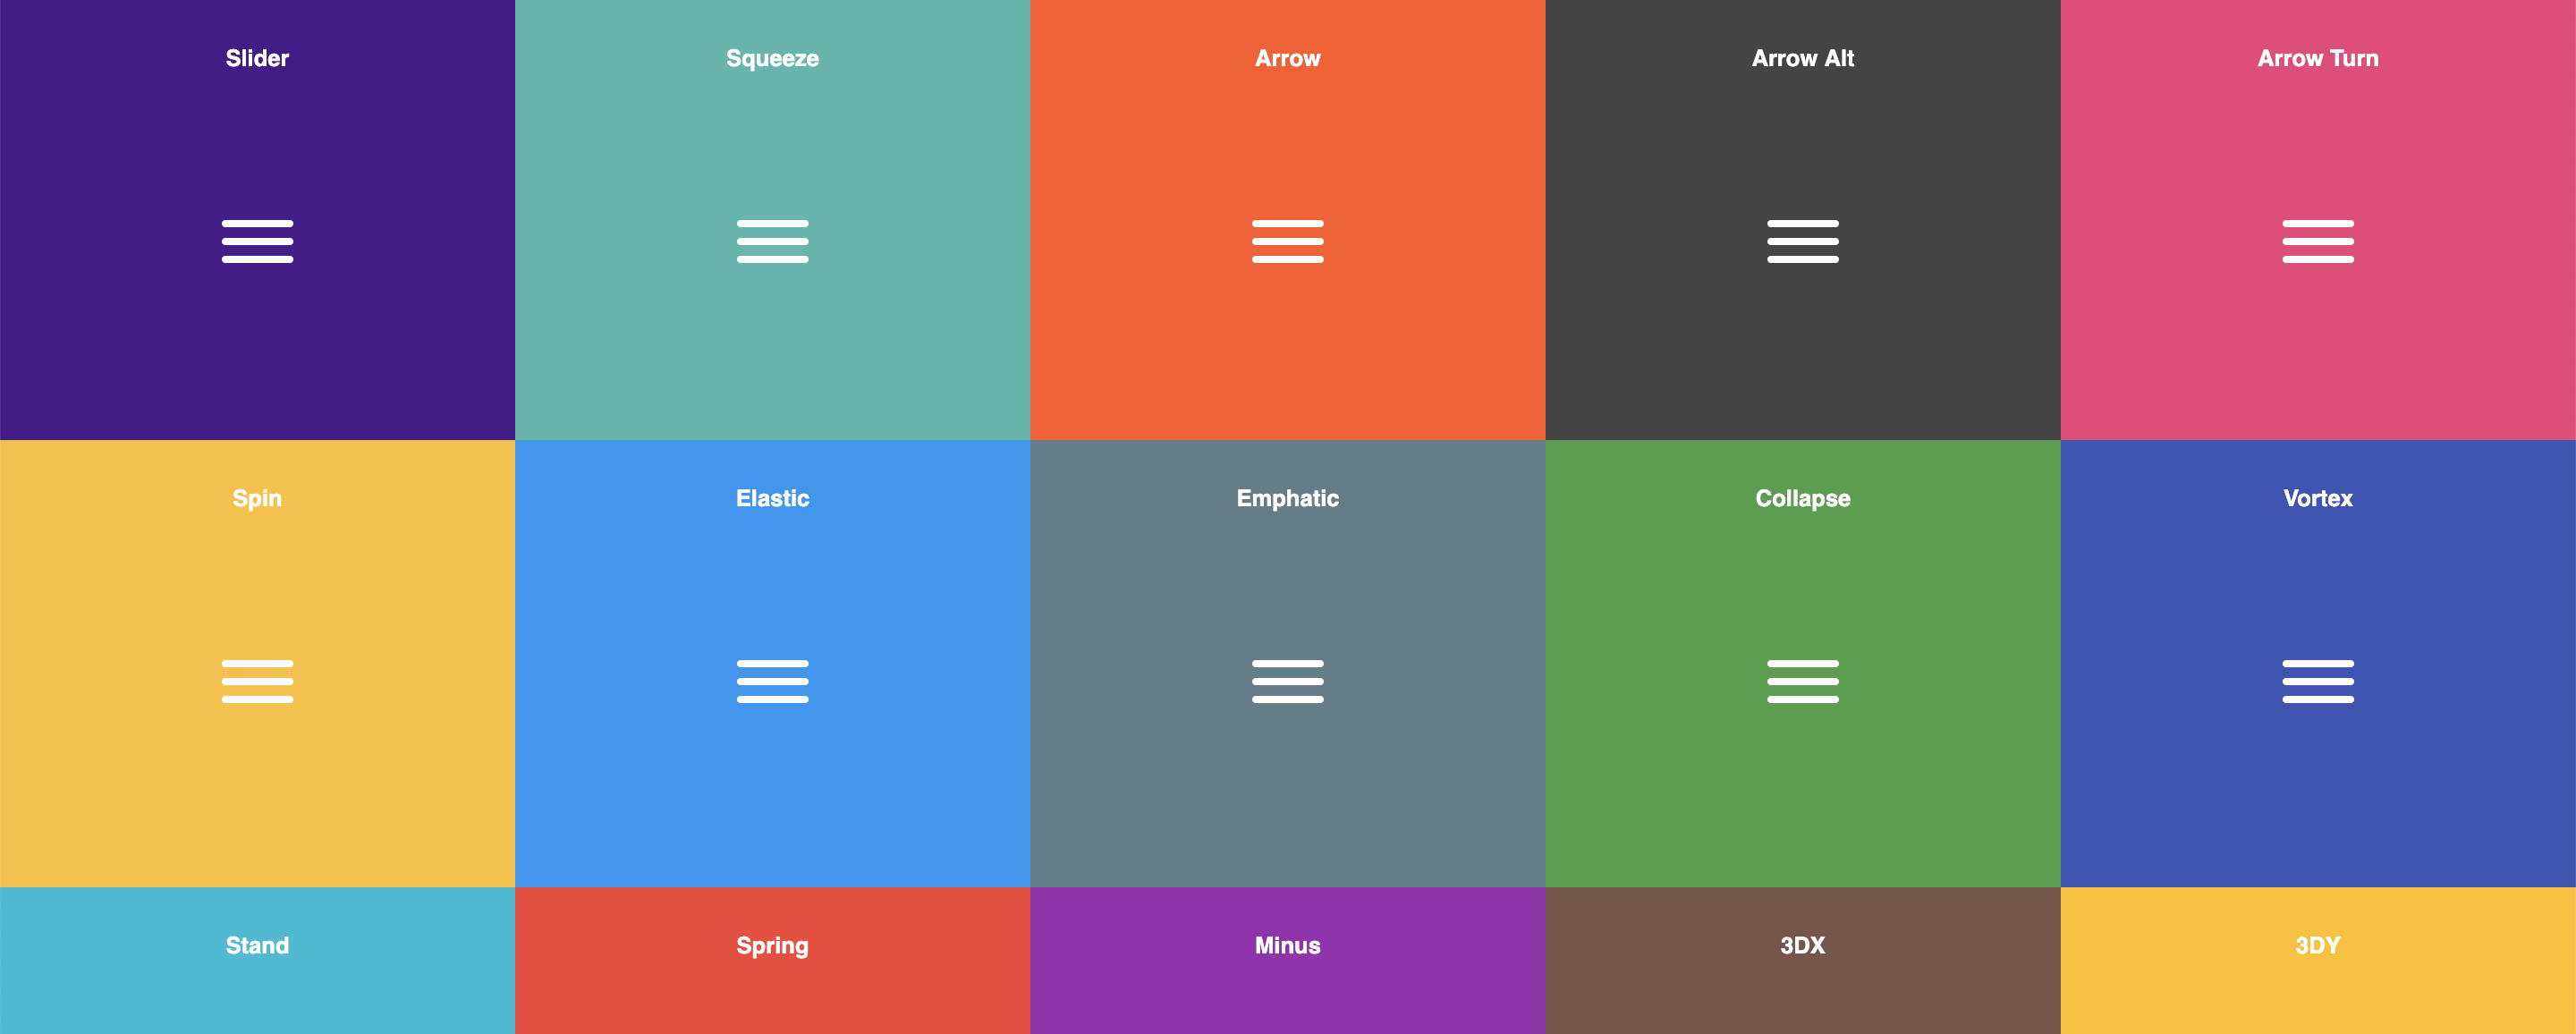 Slider
Squeeze
Arrow
Arrow Alt
Arrow Turn
Spin
Elastic
Emphatic
Collapse
Vortex
Stand
Spring
Minus
3DX
3DY